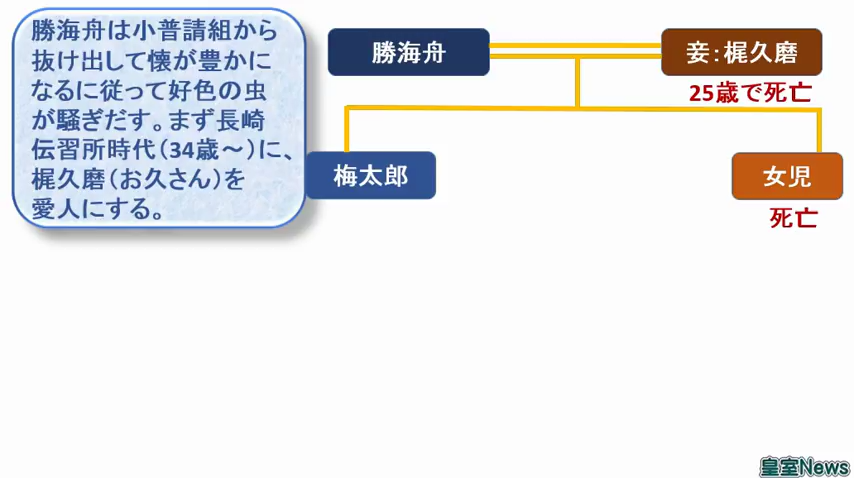 勝海舟は小普請組から
抜け出して懐が豊かに
なるに従って好色の虫
が騒ぎだす。まず長崎
伝習所時代(34歳～)に、
梶久磨(お久さん)を
愛人にする。
勝海舟
妾:梶久磨
25歳で死亡
梅太郎
女児
死亡
皇室News